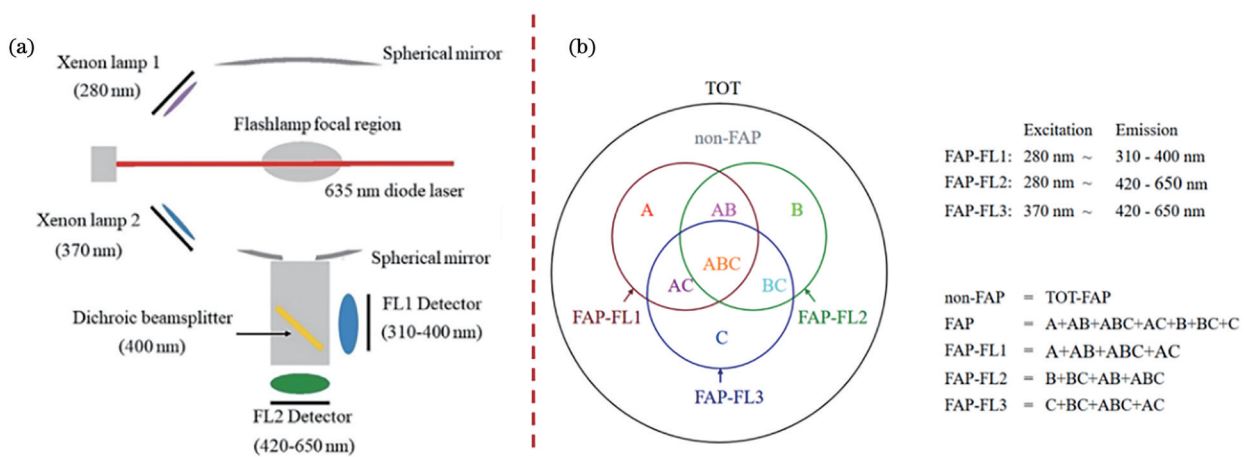 (a)
Xenon lamp 1
(280 nm)
Spherical mirror
Flashlamp focal region
635 nm diode laser
Xenon lamp 2
(370 nm)
Spherical mirror
FL1 Detector
(310-400 nm)
Dichroic beamsplitter
(400 nm)
FL2 Detector
(420-650 nm)
(b)
TOT
non-FAP
A
AB
B
ABC
AC
BC
FAP-FL1
FAP-FL2
C
FAP-FL3
Excitation Emission
FAP-FL1: 280 nm ~ 310 - 400 nm
FAP-FL2: 280 nm ~ 420 - 650 nm
FAP-FL3: 370 nm ~ 420 - 650 nm
non-FAP = TOT-FAP
FAP = A+AB+ABC+AC+B+BC+C
FAP-FL1 = A+AB+ABC+AC
FAP-FL2 = B+BC+AB+ABC
FAP-FL3 = C+BC+ABC+AC